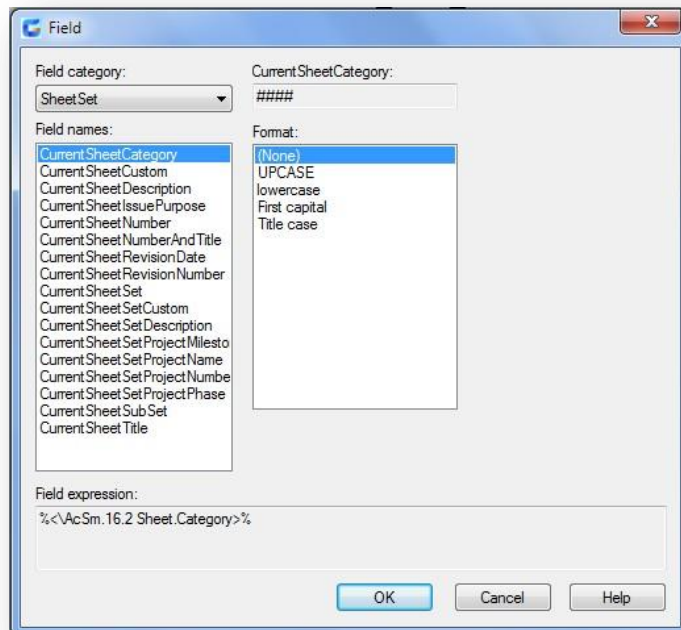 Field
Field category:
SheetSet
Field names:
CurrentSheetCategory
CurrentSheetCustom
CurrentSheetDescription
CurrentSheetIssuePurpose
CurrentSheetNumber
CurrentSheetNumberAndTitle
CurrentSheetRevisionDate
CurrentSheetRevisionNumber
CurrentSheetSet
CurrentSheetSetCustom
CurrentSheetSetDescription
CurrentSheetSetProjectMilesto
CurrentSheetSetProjectName
CurrentSheetSetProjectNumbe
CurrentSheetSetProjectPhase
CurrentSheetSubSet
CurrentSheetTitle
CurrentSheetCategory:
####
Format:
(None)
UPCASE
lowercase
First capital
Title case
Field expression:
%<\AcSm.16.2 Sheet.Category>%
OK
Cancel
Help